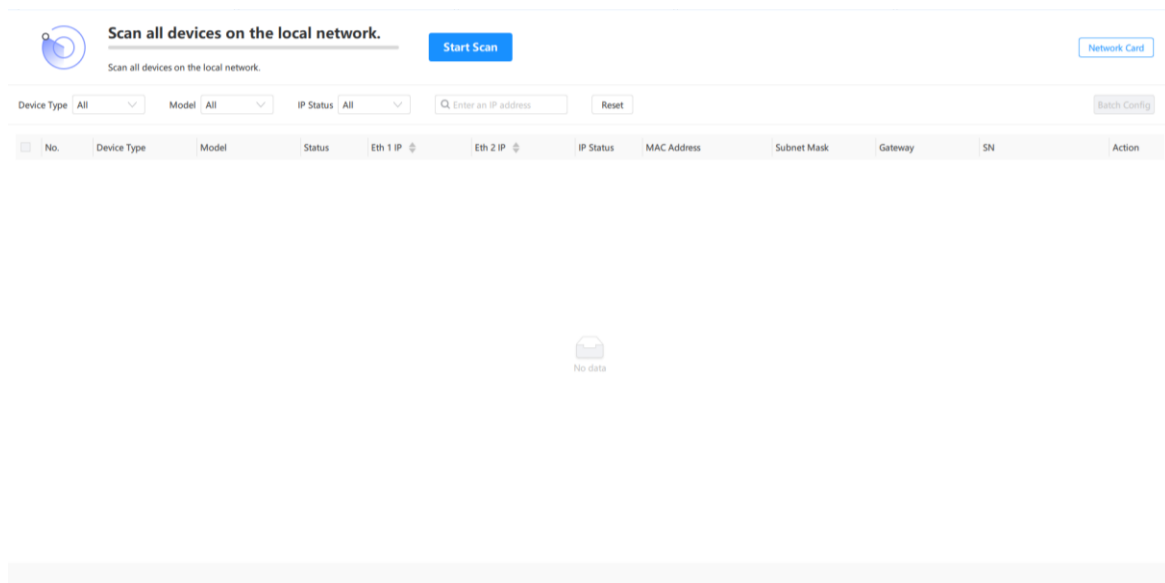 Scan all devices on the local network.
Start Scan
Network Card
Scan all devices on the local network.
Device Type All Model All IP Status All Enter an IP address Reset Batch Config
No. Device Type Model Status Eth 1 IP Eth 2 IP IP Status MAC Address Subnet Mask Gateway SN Action
No data